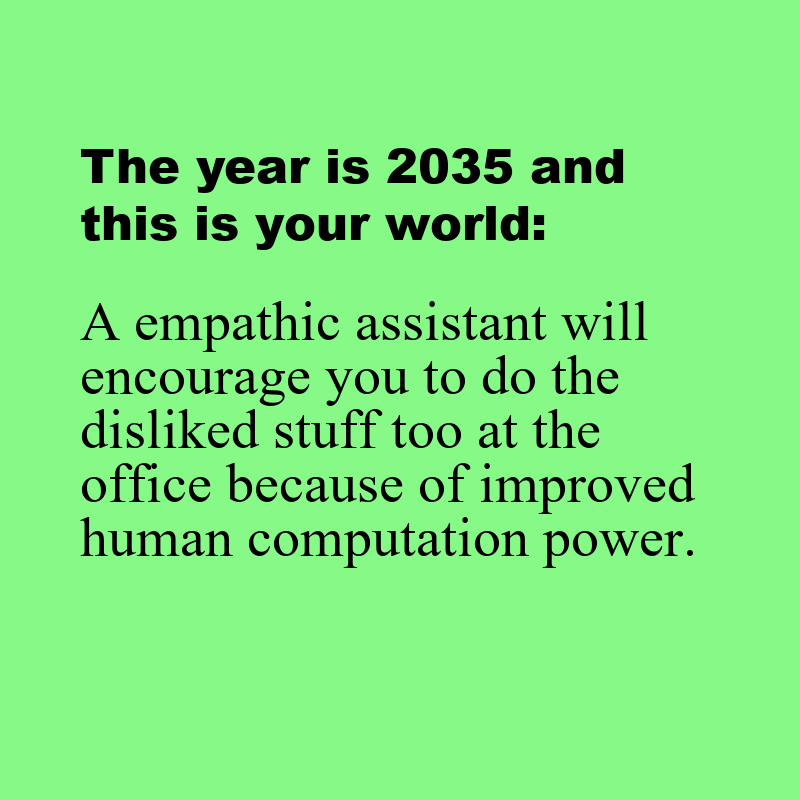 The year is 2035 and
this is your world:
A empathic assistant will
encourage you to do the
disliked stuff too at the
office because of improved
human computation power.